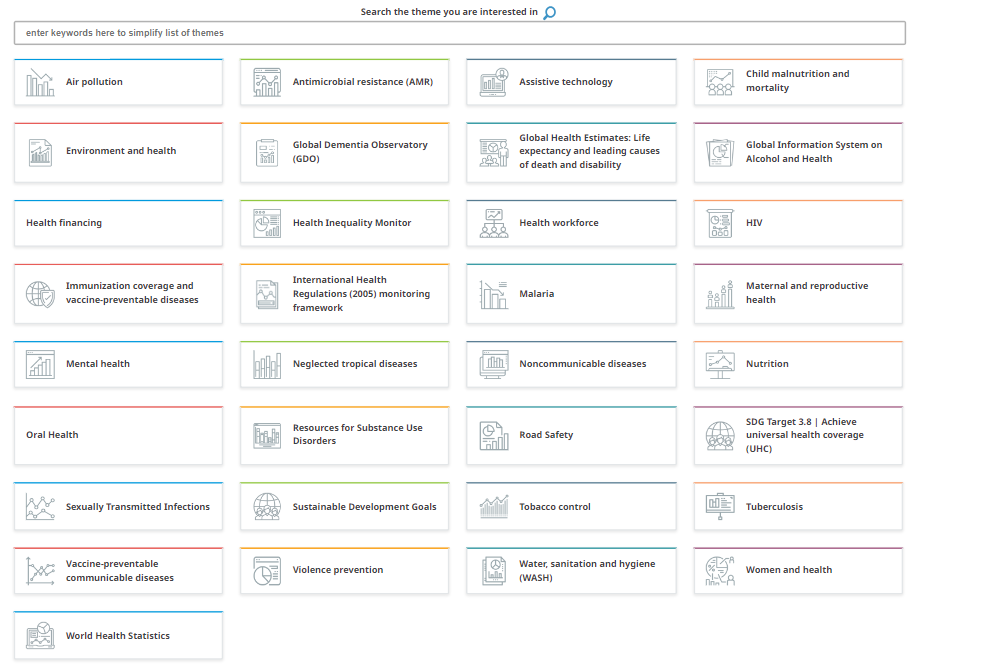 Search the theme you are interested in
enter keywords here to simplify list of themes
Air pollution
Antimicrobial resistance (AMR)
Assistive technology
Child malnutrition and
mortality
Environment and health
Global Dementia Observatory
(GDO)
Global Health Estimates: Life
expectancy and leading causes
of death and disability
Global Information System on
Alcohol and Health
Health financing
Health Inequality Monitor
Health workforce
HIV
Immunization coverage and
vaccine-preventable diseases
International Health
Regulations (2005) monitoring
framework
Malaria
Maternal and reproductive
health
Mental health
Neglected tropical diseases
Noncommunicable diseases
Nutrition
Oral Health
Resources for Substance Use
Disorders
Road Safety
SDG Target 3.8 | Achieve
universal health coverage
(UHC)
Sexually Transmitted Infections
Sustainable Development Goals
Tobacco control
Tuberculosis
Vaccine-preventable
communicable diseases
Violence prevention
Water, sanitation and hygiene
(WASH)
Women and health
World Health Statistics